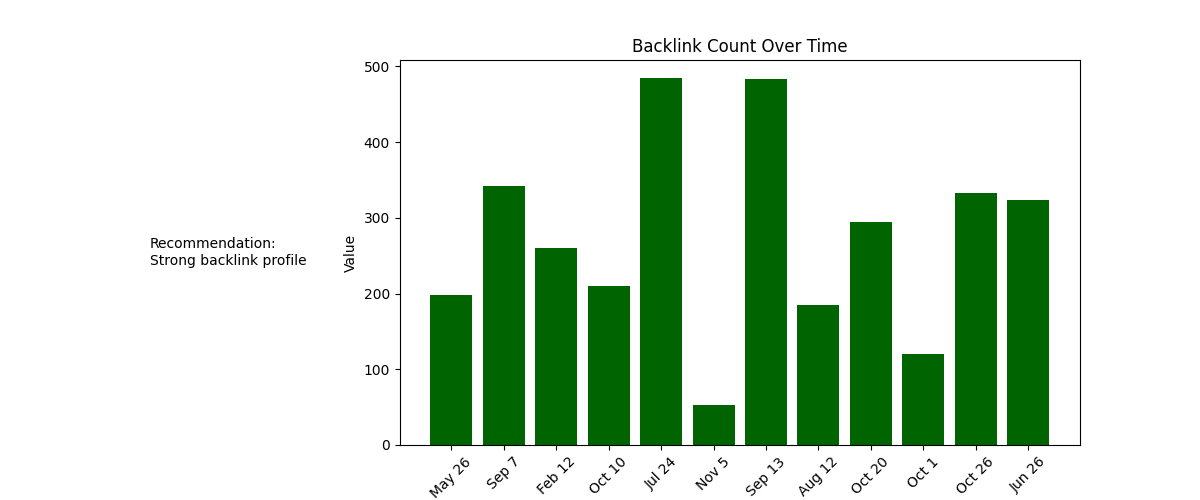 Backlink Count Over Time
Recommendation:
Strong backlink profile
Value
500
400
300
200
100
0
May 26
Sep 7
Feb 12
Oct 10
Jul 24
Nov 5
Sep 13
Aug 12
Oct 20
Oct 1
Oct 26
Jun 26